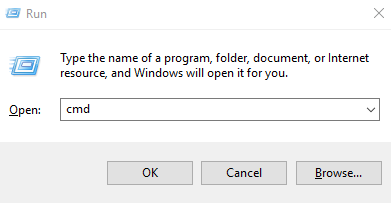 Run
Type the name of a program, folder, document, or Internet
resource, and Windows will open it for you.
Open: cmd
OK Cancel Browse...